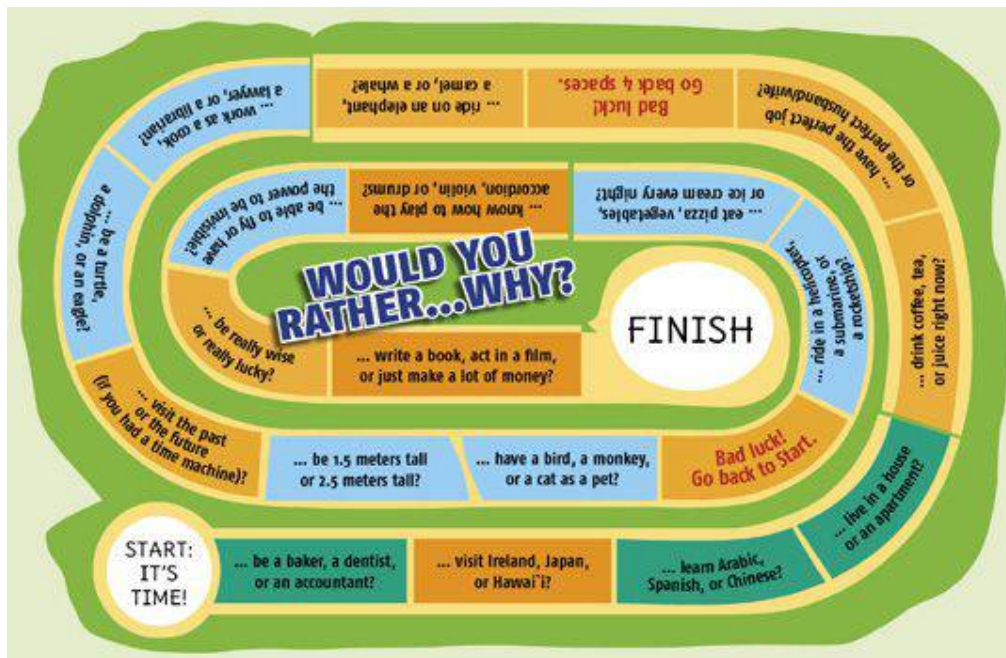 START:
IT'S
TIME!
... be a baker, a dentist,
or an accountant?
... visit Ireland, Japan,
or Hawai`i?
... learn Arabic,
Spanish, or Chinese?
... live in a house
or an apartment?
... drink coffee, tea,
or juice right now?
... have the perfect job
or the perfect husband/wife?
Bad luck!
Go back 4 spaces.
... ride on an elephant,
a camel, or a whale?
... work as a cook,
a lawyer, or a librarian?
... be a turtle,
a dolphin, or an eagle?
... visit the past
or the future
(if you had a time machine)?
... be 1.5 meters tall
or 2.5 meters tall?
... have a bird, a monkey,
or a cat as a pet?
Bad luck!
Go back to Start.
... ride in a helicopter,
a submarine, or
a rocketship?
... eat pizza, vegetables,
or ice cream every night?
... know how to play the
accordion, violin, or drums?
... be able to fly or have
the power to be invisible?
... be really wise
or really lucky?
... write a book, act in a film,
or just make a lot of money?
FINISH
WOULD YOU
RATHER...WHY?